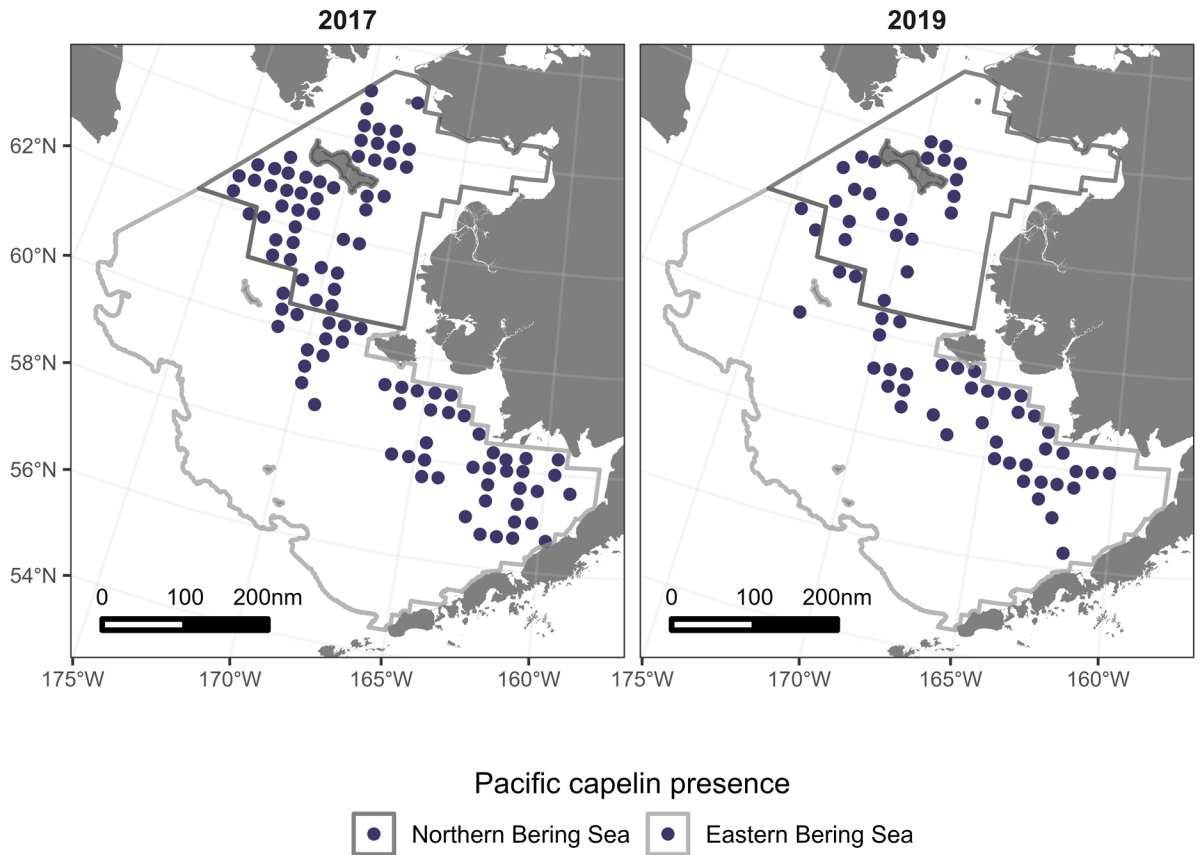 2017
2019
62°N
60°N
58°N
56°N
54°N
0 100 200nm
0 100 200nm
175°W 170°W 165°W 160°W 175°W 170°W 165°W 160°W
Pacific capelin presence
Northern Bering Sea
Eastern Bering Sea